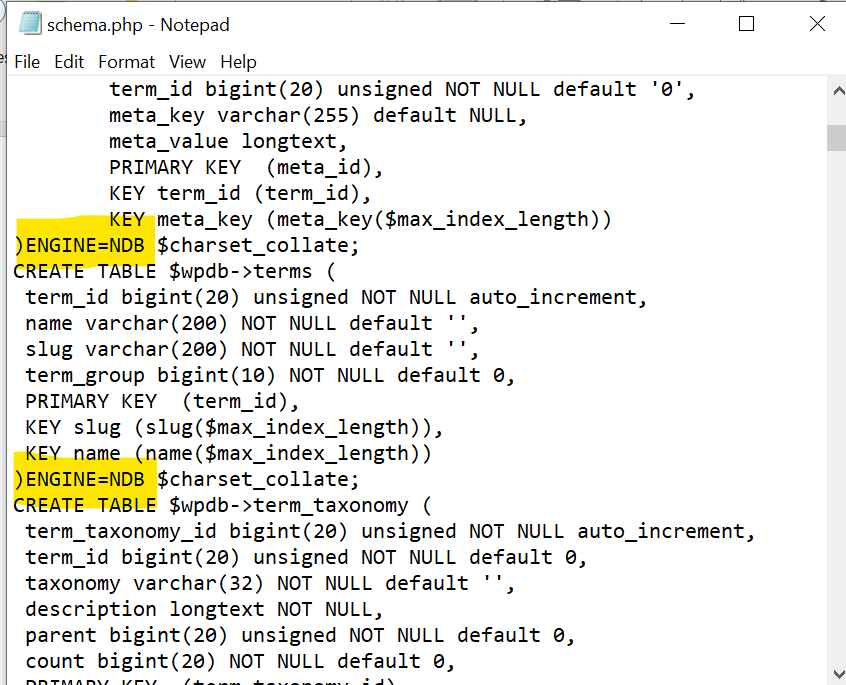 schema.php - Notepad
File Edit Format View Help
term_id bigint(20) unsigned NOT NULL default '0',
meta_key varchar(255) default NULL,
meta_value longtext,
PRIMARY KEY  (meta_id),
KEY term_id (term_id),
KEY meta_key (meta_key($max_index_length))
)ENGINE=NDB $charset_collate;
CREATE TABLE $wpdb->terms (
term_id bigint(20) unsigned NOT NULL auto_increment,
name varchar(200) NOT NULL default '',
slug varchar(200) NOT NULL default '',
term_group bigint(10) NOT NULL default 0,
PRIMARY KEY  (term_id),
KEY slug (slug($max_index_length)),
KEY name (name($max_index_length))
)ENGINE=NDB $charset_collate;
CREATE TABLE $wpdb->term_taxonomy (
term_taxonomy_id bigint(20) unsigned NOT NULL auto_increment,
term_id bigint(20) unsigned NOT NULL default 0,
taxonomy varchar(32) NOT NULL default '',
description longtext NOT NULL,
parent bigint(20) unsigned NOT NULL default 0,
count bigint(20) NOT NULL default 0,
PRIMARY KEY  (term_taxonomy_id)